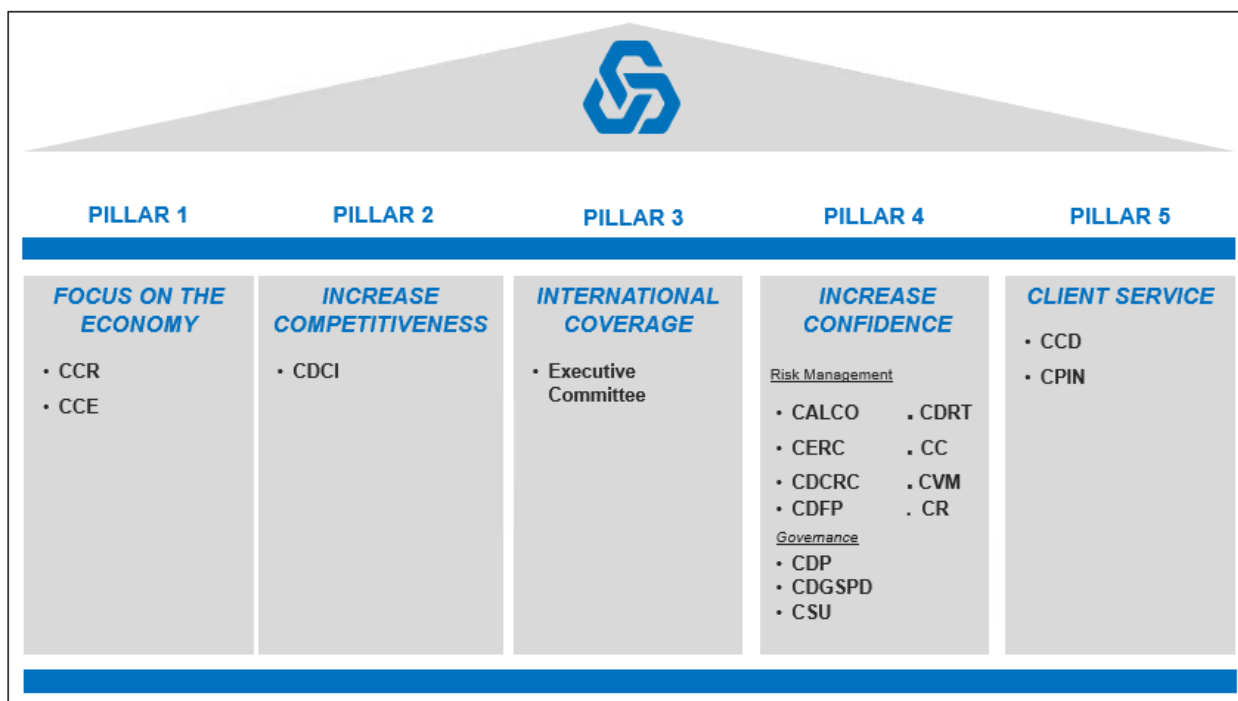 PILLAR 1
PILLAR 2
PILLAR 3
PILLAR 4
PILLAR 5
FOCUS ON THE
ECONOMY
• CCR
• CCE
INCREASE
COMPETITIVENESS
• CDCI
INTERNATIONAL
COVERAGE
• Executive
Committee
INCREASE
CONFIDENCE
Risk Management
• CALCO . CDRT
• CERC . CC
• CDCRC . CVM
• CDFP . CR
Governance
• CDP
• CDGSPD
• CSU
CLIENT SERVICE
• CCD
• CPIN